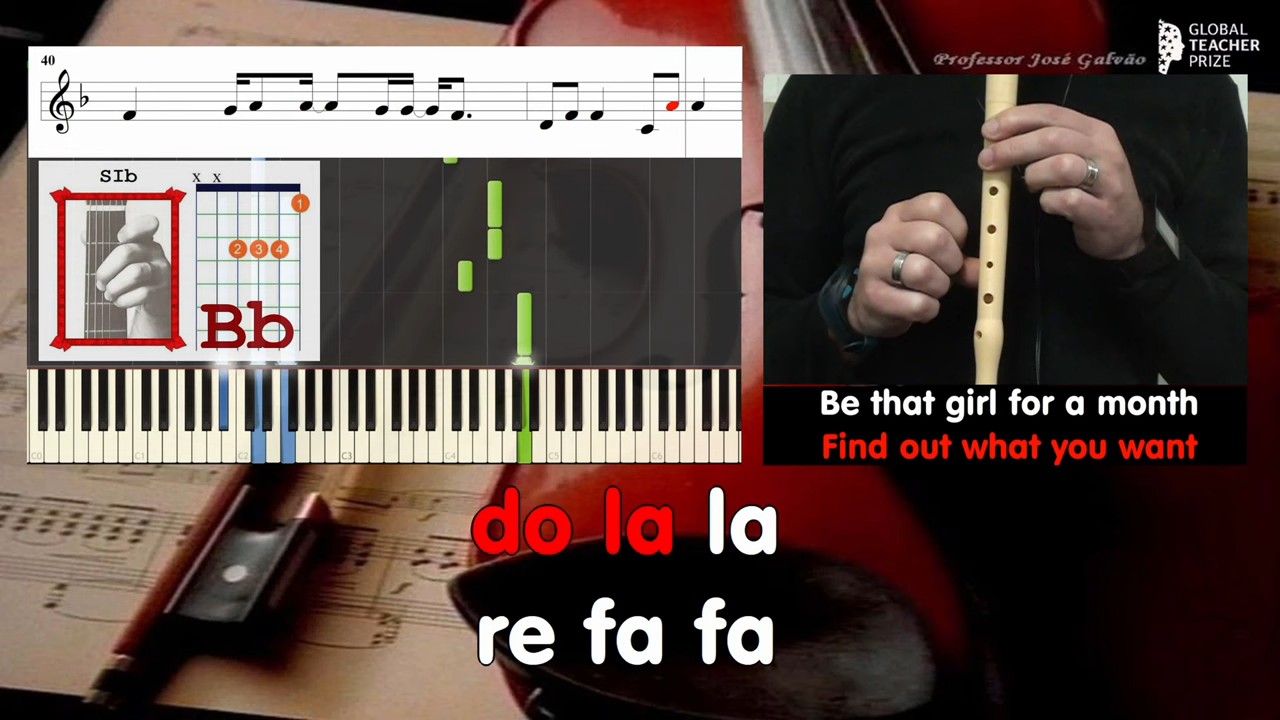 Professor José Galvão
GLOBAL
TEACHER
PRIZE
40
SIb
x x
1
2 3 4
Bb
C0 C1 C2 C3 C4 C5 C6
Be that girl for a month
Find out what you want
do la la
re fa fa